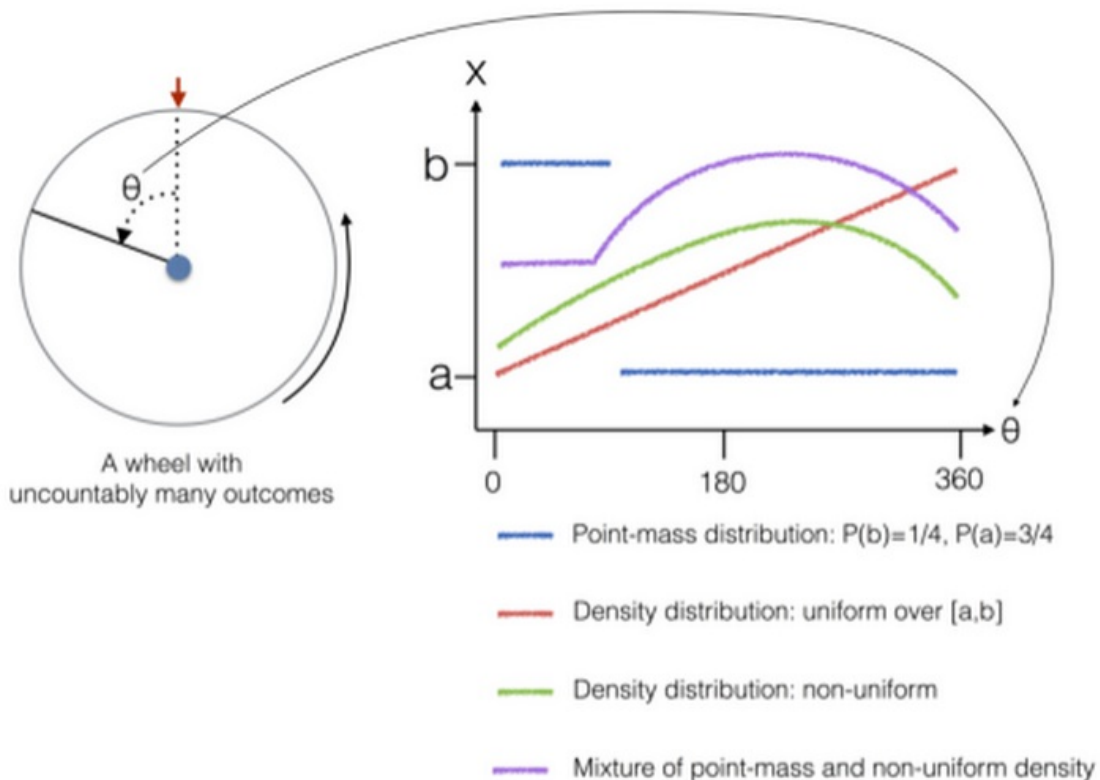 X
θ
b
a
θ
0
180
360
A wheel with
uncountably many outcomes
Point-mass distribution: P(b)=1/4, P(a)=3/4
Density distribution: uniform over [a,b]
Density distribution: non-uniform
Mixture of point-mass and non-uniform density